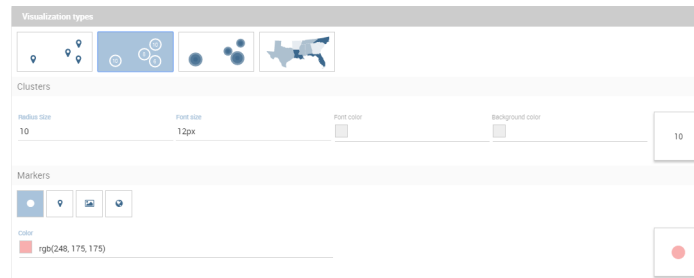 Visualization types
Clusters
Radius Size
Font size
Font color
Background color
10
12px
10
Markers
Color
rgb(248, 175, 175)